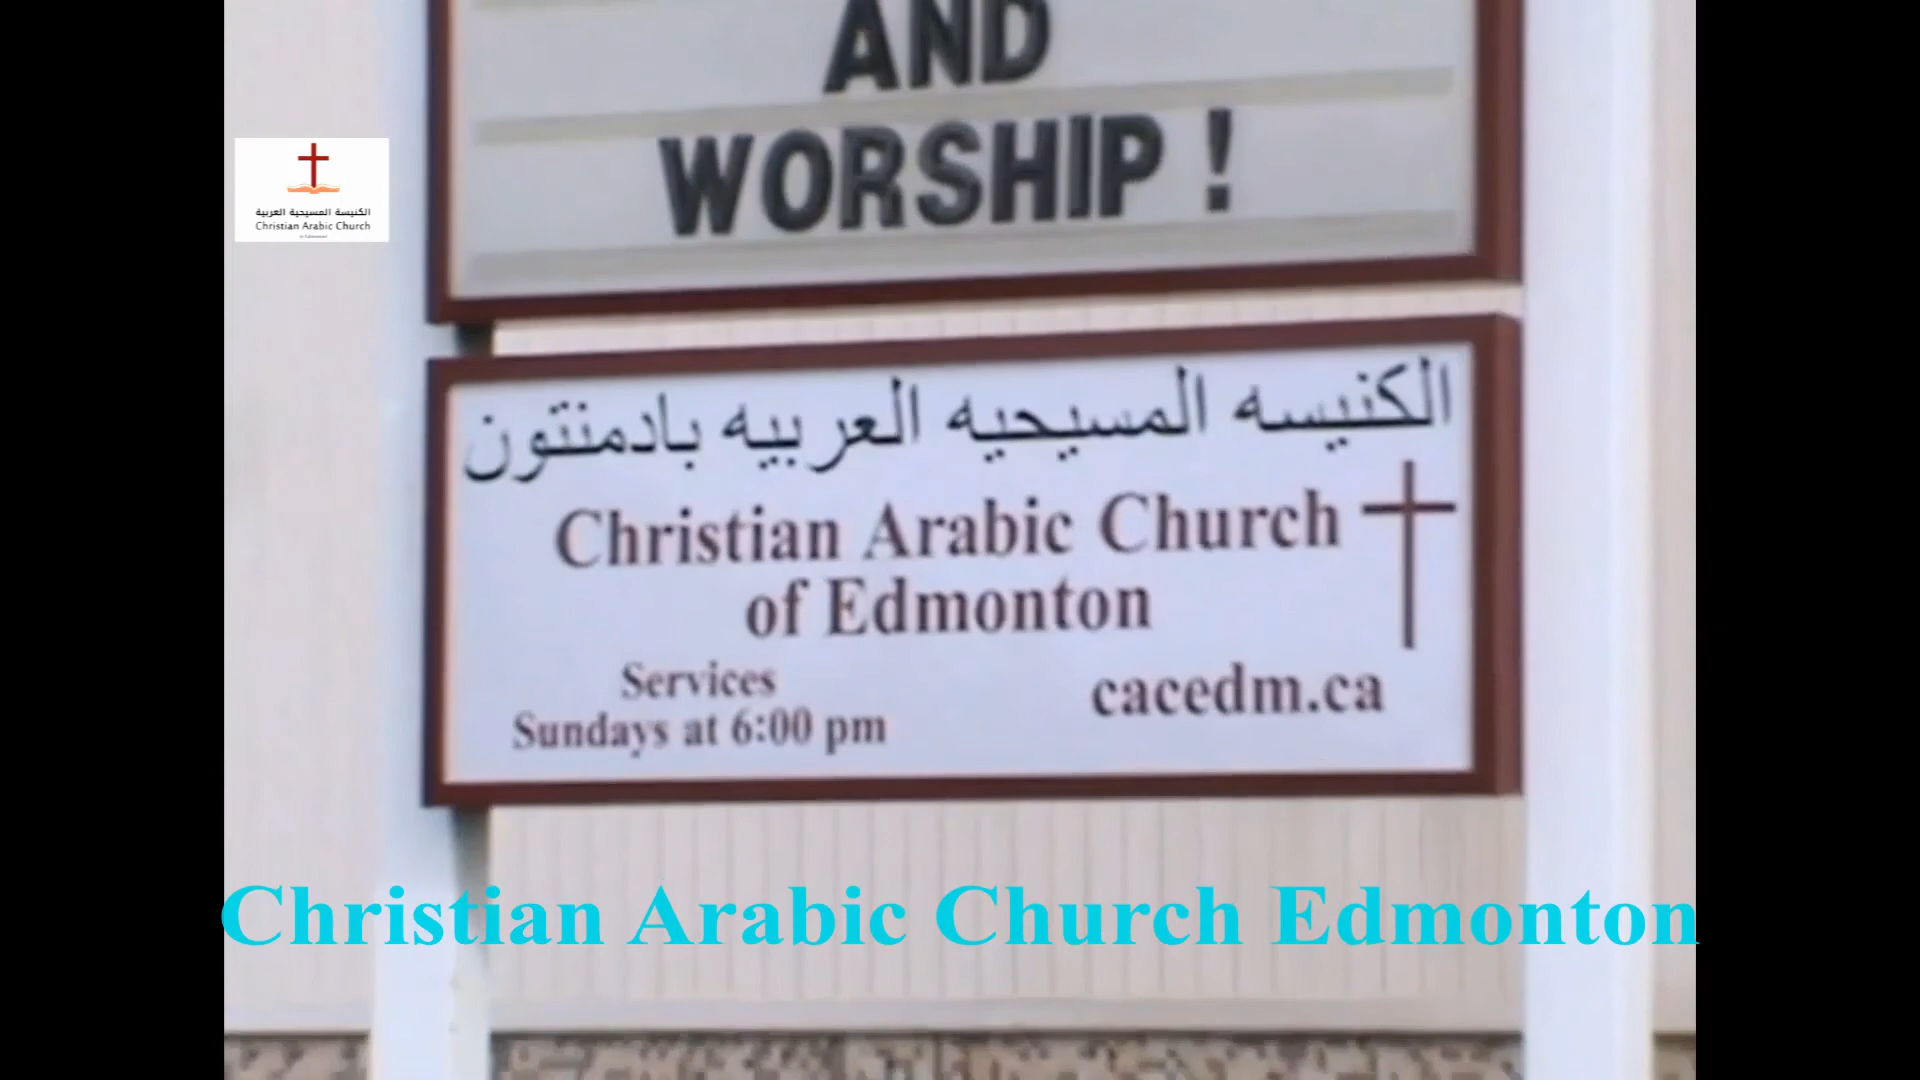 AND
WORSHIP !
الكنيسة المسيحية العربية
Christian Arabic Church
الكنيسه المسيحيه العربيه بادمنتون
Christian Arabic Church
of Edmonton
Services
Sundays at 6:00 pm
cacedm.ca
Christian Arabic Church Edmonton